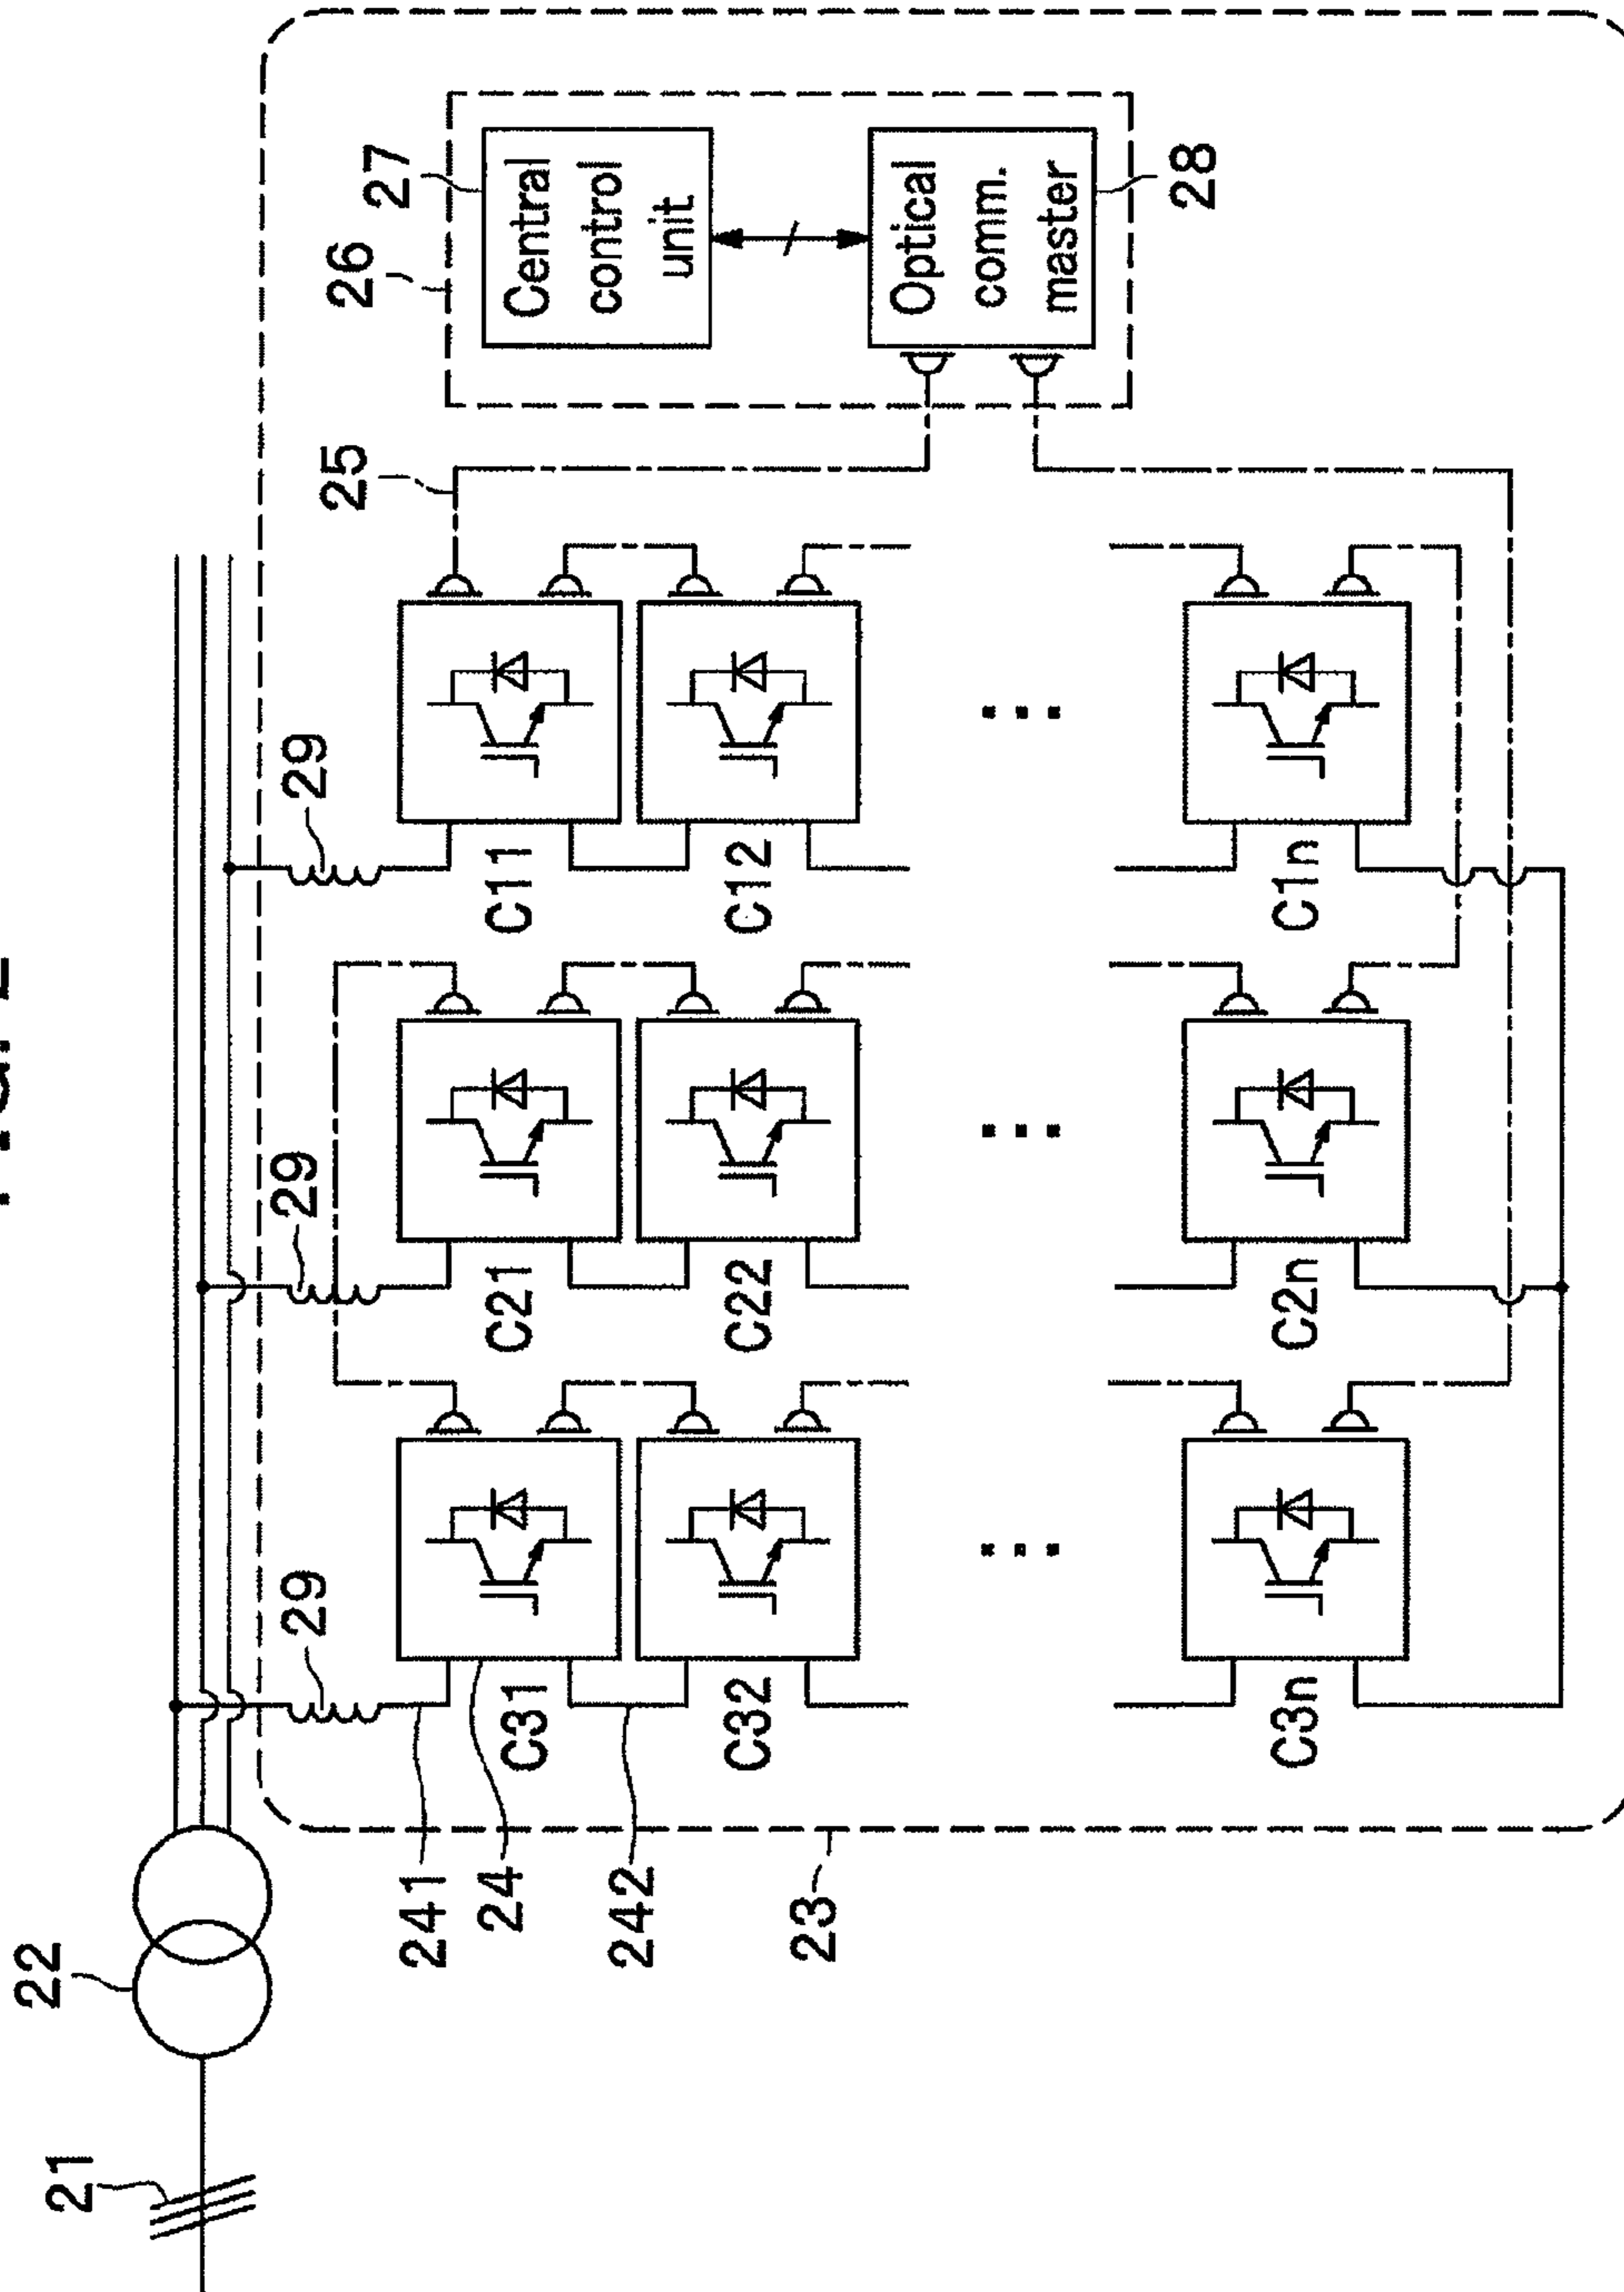 22
21
29
29
29
25
26
27
241
24
C31
C21
C11
Central
control
unit
242
C32
C22
C12
23
Optical
comm.
master
28
C3n
C2n
C1n